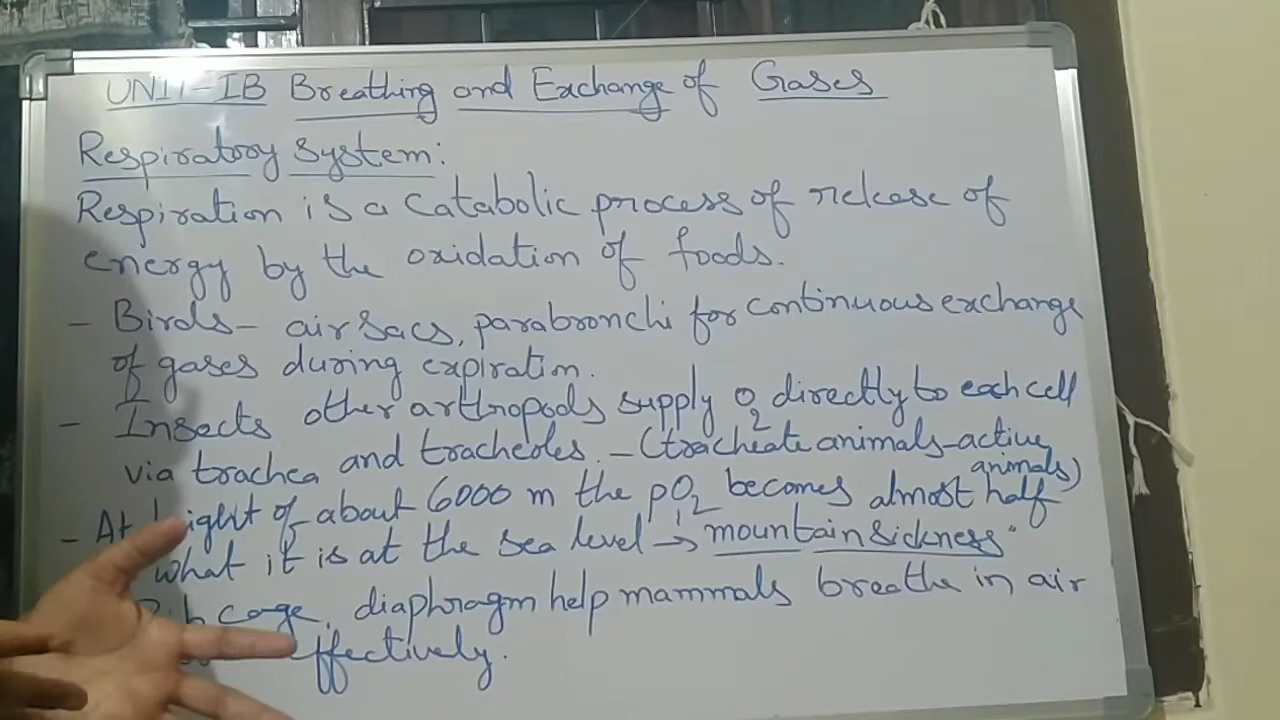 UNIT-IB Breathing and Exchange of Gases
Respiratory System:
Respiration is a catabolic process of release of
energy by the oxidation of foods.
- Birds - air sacs, parabronchi for continuous exchange
of gases during expiration.
- Insects other arthropods supply O2 directly to each cell
via trachea and tracheoles. - (tracheate animals - active
animals)
- At height of about 6000 m the pO2 becomes almost half
what it is at the sea level → mountain sickness"
cage, diaphragm help mammals breathe in air
effectively.